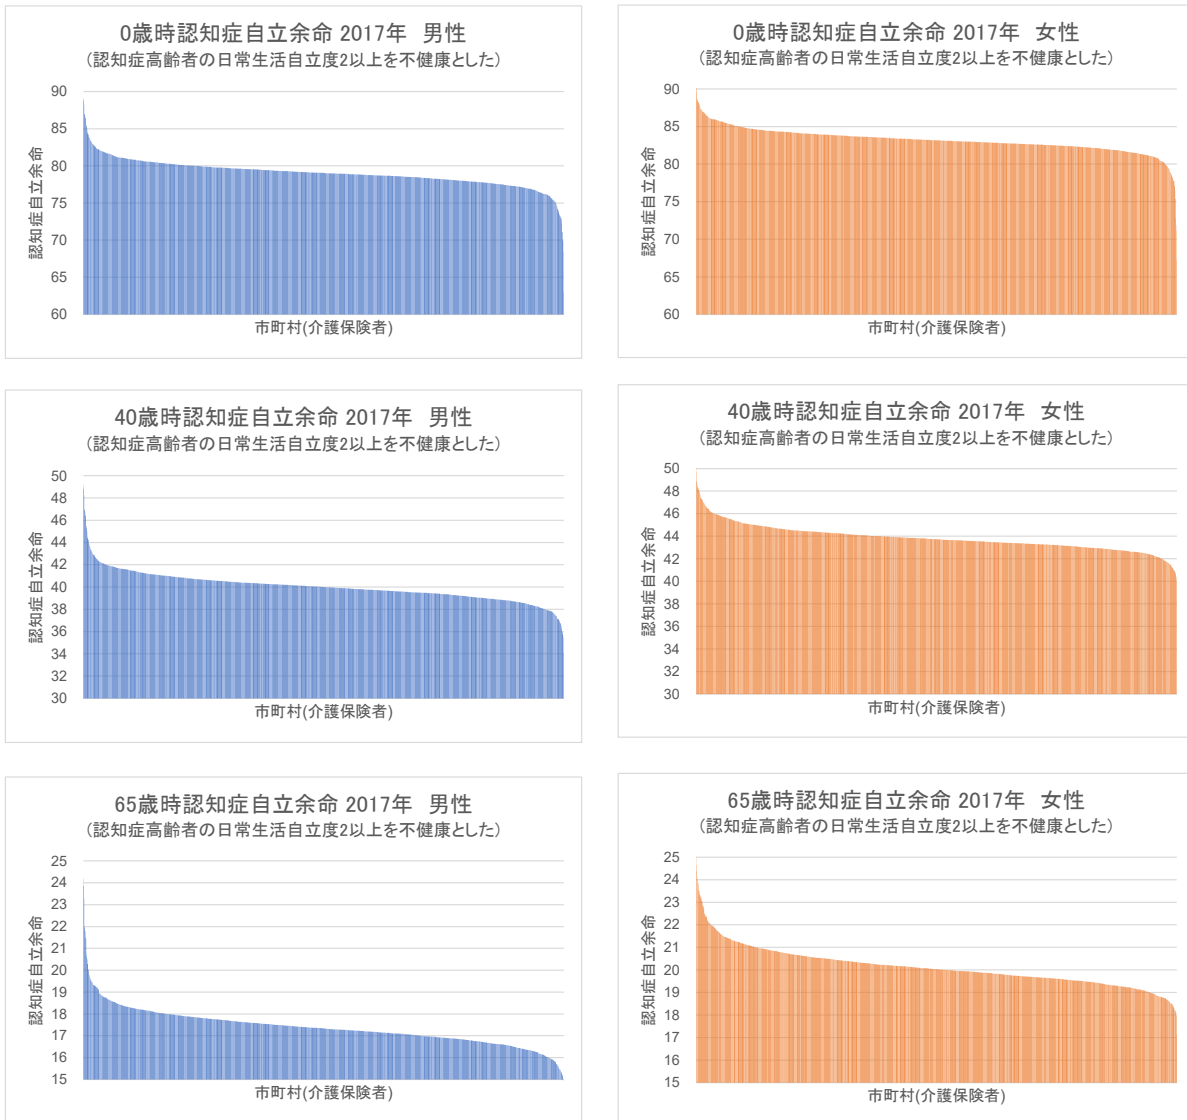 0歳時認知症自立余命 2017年　男性
(認知症高齢者の日常生活自立度2以上を不健康とした)
認知症自立余命
90
85
80
75
70
65
60
市町村(介護保険者)
0歳時認知症自立余命 2017年　女性
(認知症高齢者の日常生活自立度2以上を不健康とした)
認知症自立余命
90
85
80
75
70
65
60
市町村(介護保険者)
40歳時認知症自立余命 2017年　男性
(認知症高齢者の日常生活自立度2以上を不健康とした)
認知症自立余命
50
48
46
44
42
40
38
36
34
32
30
市町村(介護保険者)
40歳時認知症自立余命 2017年　女性
(認知症高齢者の日常生活自立度2以上を不健康とした)
認知症自立余命
50
48
46
44
42
40
38
36
34
32
30
市町村(介護保険者)
65歳時認知症自立余命 2017年　男性
(認知症高齢者の日常生活自立度2以上を不健康とした)
認知症自立余命
25
24
23
22
21
20
19
18
17
16
15
市町村(介護保険者)
65歳時認知症自立余命 2017年　女性
(認知症高齢者の日常生活自立度2以上を不健康とした)
認知症自立余命
25
24
23
22
21
20
19
18
17
16
15
市町村(介護保険者)